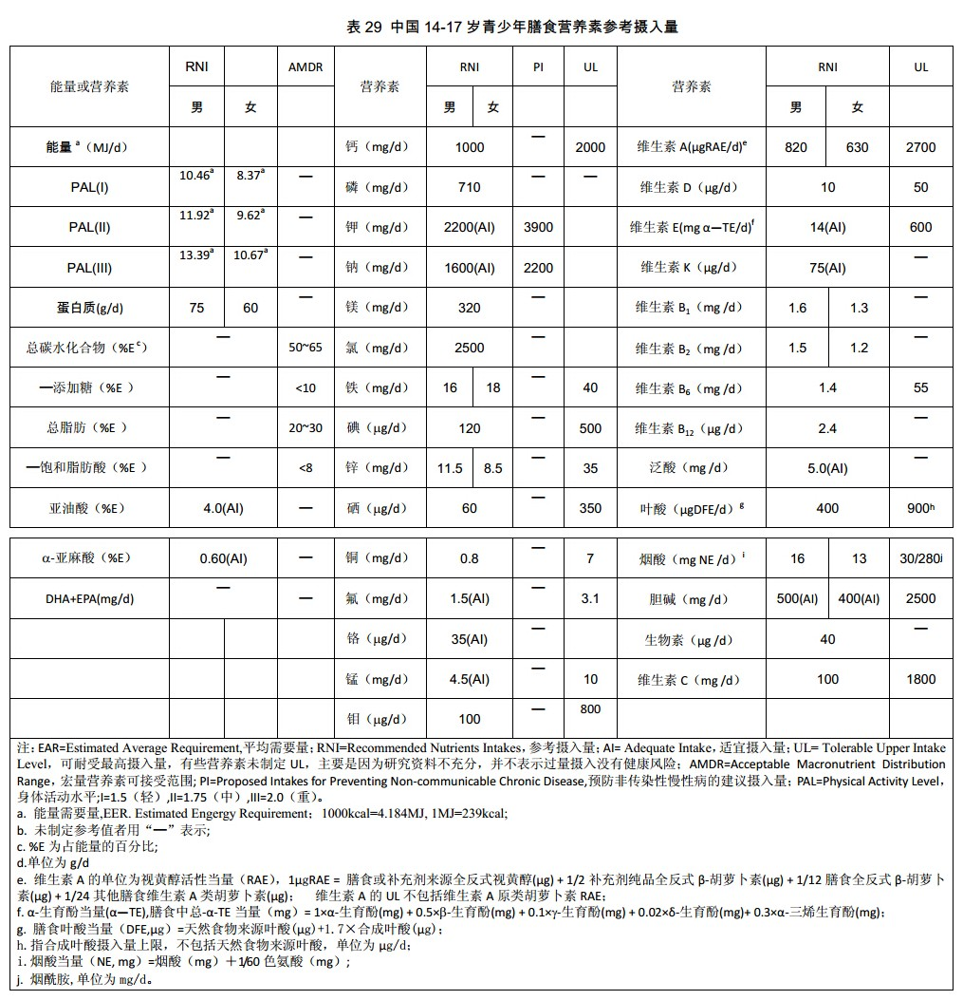 表 29 中国 14-17 岁青少年膳食营养素参考摄入量
能量或营养素 RNI AMDR 营养素 RNI PI UL 营养素 RNI UL
男 女 男 女 男 女
能量 a（MJ/d） 钙（mg/d） 1000 — 2000 维生素 A(μgRAE/d)e 820 630 2700
PAL(I) 10.46a 8.37a — 磷（mg/d） 710 — — 维生素 D（μg/d） 10 50
PAL(II) 11.92a 9.62a — 钾（mg/d） 2200(AI) 3900 维生素 E(mg α—TE/d)f 14(AI) 600
PAL(III) 13.39a 10.67a — 钠（mg/d） 1600(AI) 2200 维生素 K（μg/d） 75(AI) —
蛋白质(g/d) 75 60 — 镁（mg/d） 320 — 维生素 B1（mg /d） 1.6 1.3 —
总碳水化合物（%E c） — 50~65 氯（mg/d） 2500 — 维生素 B2（mg /d） 1.5 1.2 —
—添加糖（%E ） — <10 铁（mg/d） 16 18 — 40 维生素 B6（mg /d） 1.4 55
总脂肪（%E ） — 20~30 碘（μg/d） 120 — 500 维生素 B12（μg /d） 2.4 —
—饱和脂肪酸（%E ） — <8 锌（mg/d） 11.5 8.5 — 35 泛酸（mg /d） 5.0(AI) —
亚油酸（%E） 4.0(AI) — 硒（μg/d） 60 — 350 叶酸（μgDFE/d）g 400 900h
α-亚麻酸（%E） 0.60(AI) — 铜（mg/d） 0.8 — 7 烟酸（mg NE /d）i 16 13 30/280j
DHA+EPA(mg/d) — — 氟（mg/d） 1.5(AI) — 3.1 胆碱（mg /d） 500(AI) 400(AI) 2500
铬（μg/d） 35(AI) — 生物素（μg /d） 40 —
锰（mg/d） 4.5(AI) — 10 维生素 C（mg /d） 100 1800
钼（μg/d） 100 — 800
注：EAR=Estimated Average Requirement,平均需要量；RNI=Recommended Nutrients Intakes，参考摄入量；AI= Adequate Intake，适宜摄入量；UL= Tolerable Upper Intake
Level，可耐受最高摄入量，有些营养素未制定 UL，主要是因为研究资料不充分，并不表示过量摄入没有健康风险；AMDR=Acceptable Macronutrient Distribution
Range，宏量营养素可接受范围; PI=Proposed Intakes for Preventing Non-communicable Chronic Disease,预防非传染性慢性病的建议摄入量；PAL=Physical Activity Level，
身体活动水平;I=1.5（轻）,II=1.75（中）,III=2.0（重）。
a. 能量需要量,EER. Estimated Engergy Requirement；1000kcal=4.184MJ, 1MJ=239kcal;
b. 未制定参考值者用“—”表示;
c. %E 为占能量的百分比;
d.单位为 g/d
e. 维生素 A 的单位为视黄醇活性当量（RAE），1μgRAE = 膳食或补充剂来源全反式视黄醇(μg) + 1/2 补充剂纯品全反式 β-胡萝卜素(μg) + 1/12 膳食全反式 β-胡萝卜
素(μg) + 1/24 其他膳食维生素 A 类胡萝卜素(μg)； 维生素 A 的 UL 不包括维生素 A 原类胡萝卜素 RAE；
f. α-生育酚当量(α—TE),膳食中总-α-TE 当量（mg）= 1×α-生育酚(mg) + 0.5×β-生育酚(mg) + 0.1×γ-生育酚(mg) + 0.02×δ-生育酚(mg)+ 0.3×α-三烯生育酚(mg)；
g. 膳食叶酸当量（DFE,μg）=天然食物来源叶酸(μg)+1.7×合成叶酸(μg)；
h. 指合成叶酸摄入量上限，不包括天然食物来源叶酸，单位为 μg/d；
i.烟酸当量（NE, mg）=烟酸（mg）＋1/60 色氨酸（mg）;
j. 烟酰胺,单位为 mg/d。